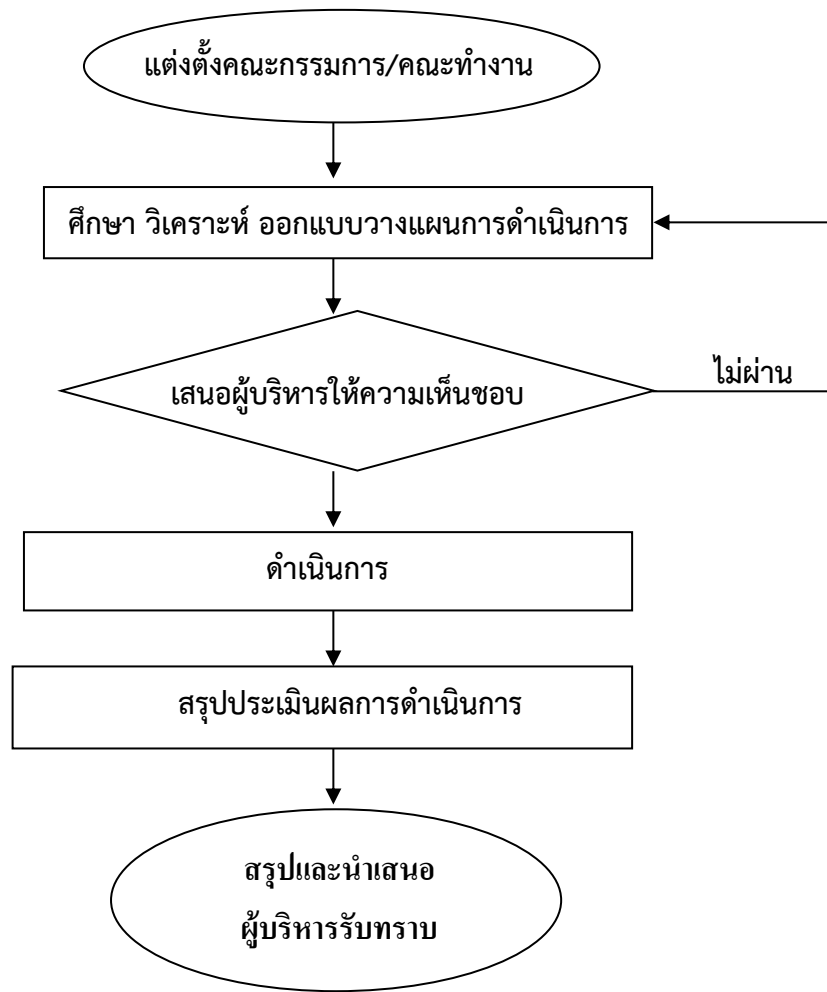 แต่งตั้งคณะกรรมการ/คณะทำงาน
ศึกษา วิเคราะห์ ออกแบบวางแผนการดำเนินการ
เสนอผู้บริหารให้ความเห็นชอบ
ไม่ผ่าน
ดำเนินการ
สรุปประเมินผลการดำเนินการ
สรุปและนำเสนอ
ผู้บริหารรับทราบ